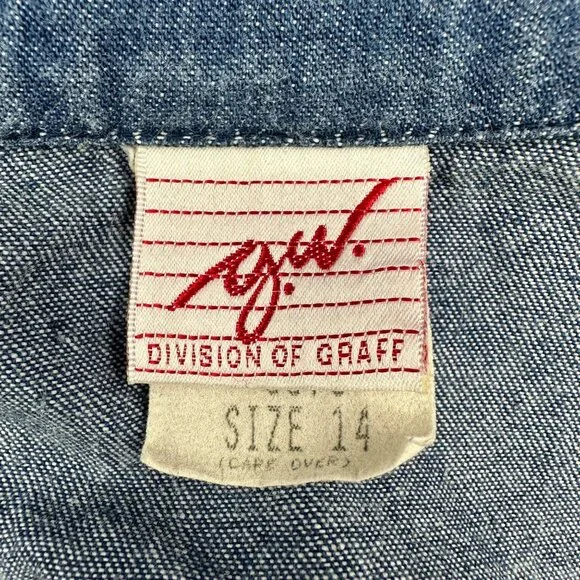 g.w.
DIVISION OF GRAFF
SIZE 14
(CARE OVER)